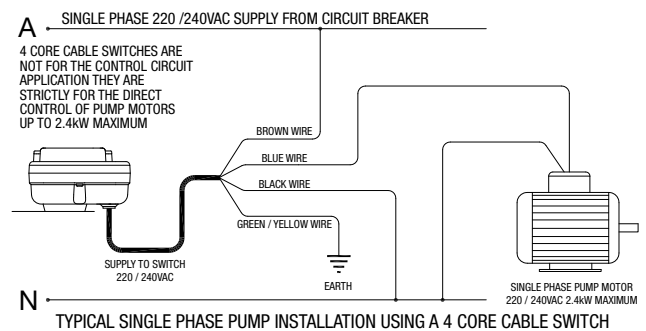 A SINGLE PHASE 220 /240VAC SUPPLY FROM CIRCUIT BREAKER
4 CORE CABLE SWITCHES ARE
NOT FOR THE CONTROL CIRCUIT
APPLICATION THEY ARE
STRICTLY FOR THE DIRECT
CONTROL OF PUMP MOTORS
UP TO 2.4kW MAXIMUM
BROWN WIRE
BLUE WIRE
BLACK WIRE
GREEN / YELLOW WIRE
SUPPLY TO SWITCH
220 / 240VAC
EARTH
SINGLE PHASE PUMP MOTOR
220 / 240VAC 2.4kW MAXIMUM
N
TYPICAL SINGLE PHASE PUMP INSTALLATION USING A 4 CORE CABLE SWITCH